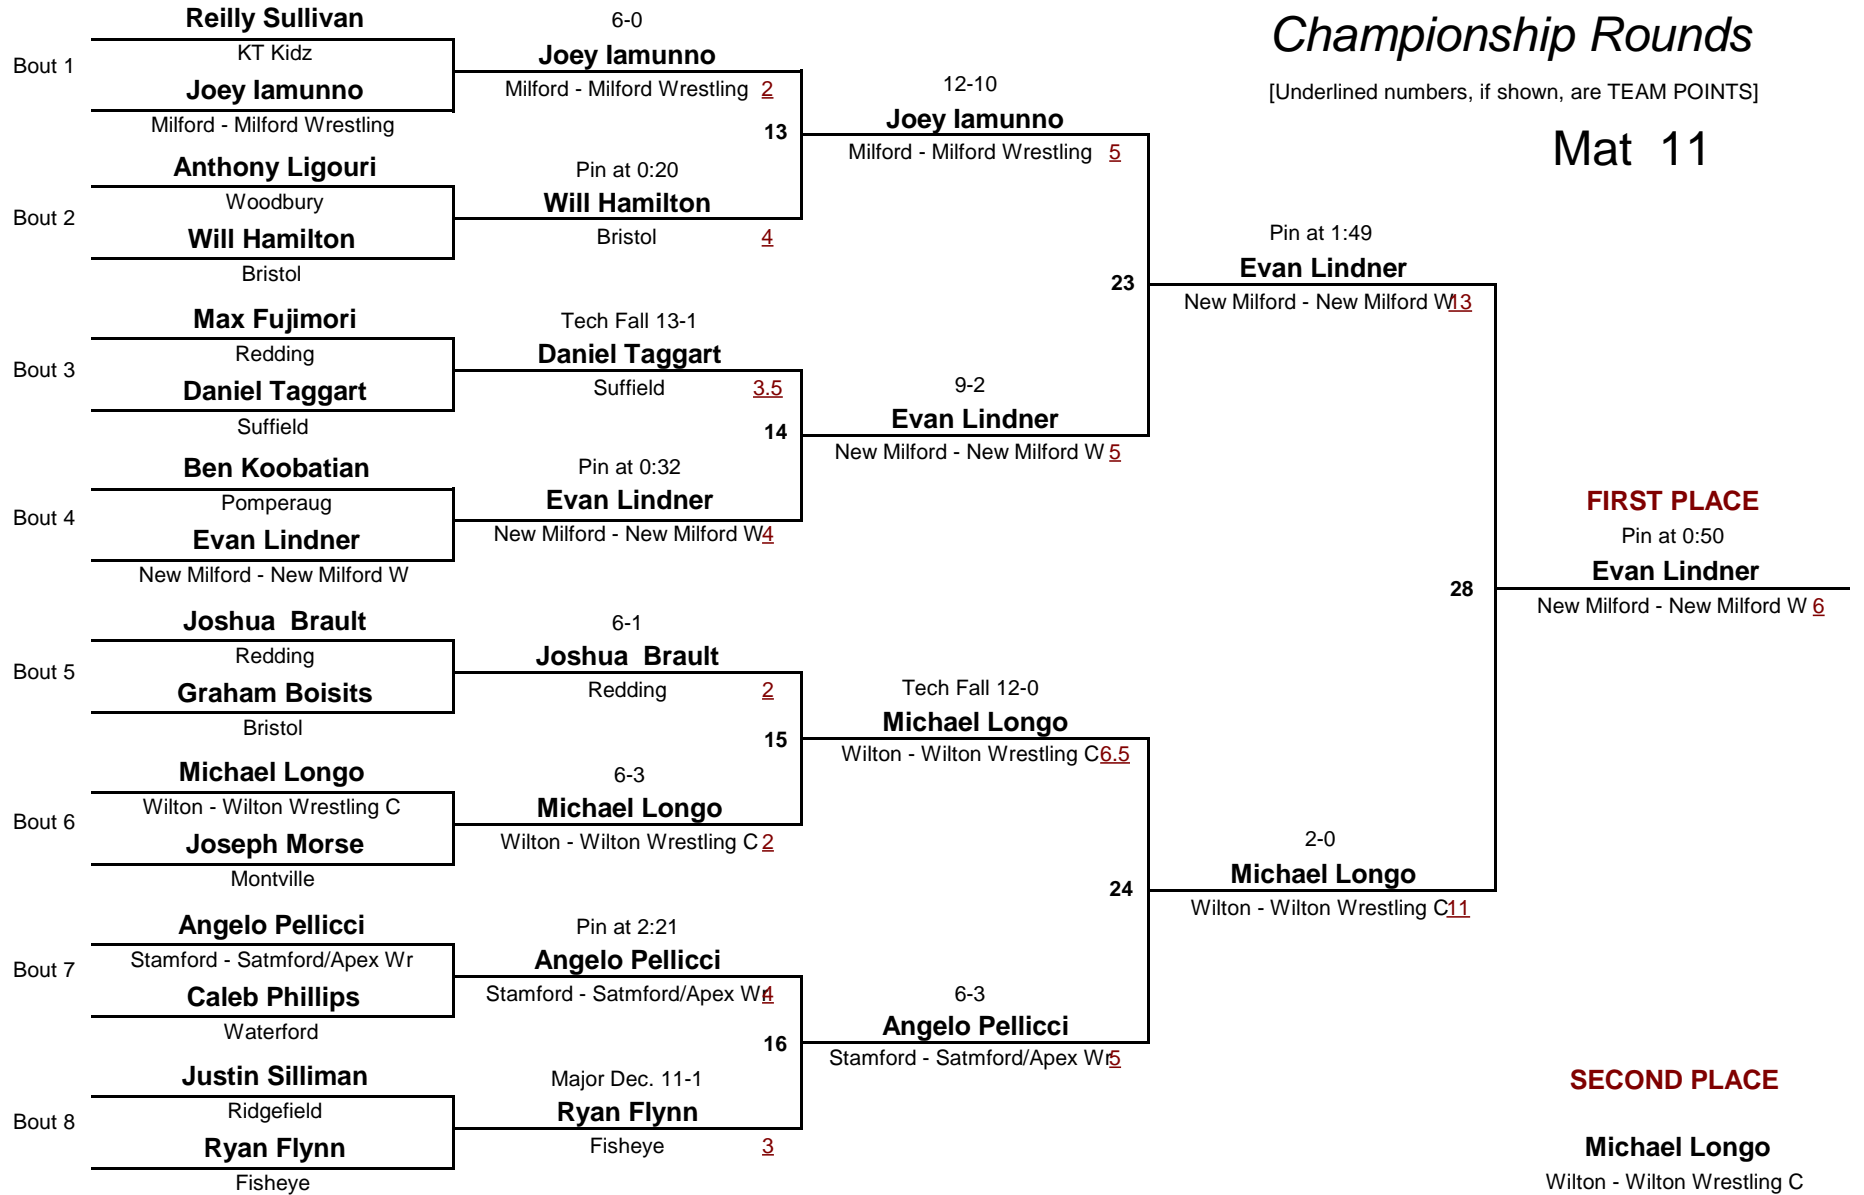 Championship Rounds
[Underlined numbers, if shown, are TEAM POINTS]
Mat 11
Bout 1
Reilly Sullivan
KT Kidz
Joey Iamunno
Milford - Milford Wrestling
Bout 2
Anthony Ligouri
Woodbury
Will Hamilton
Bristol
Bout 3
Max Fujimori
Redding
Daniel Taggart
Suffield
Bout 4
Ben Koobatian
Pomperaug
Evan Lindner
New Milford - New Milford W
Bout 5
Joshua Brault
Redding
Graham Boisits
Bristol
Bout 6
Michael Longo
Wilton - Wilton Wrestling C
Joseph Morse
Montville
Bout 7
Angelo Pellicci
Stamford - Satmford/Apex Wr
Caleb Phillips
Waterford
Bout 8
Justin Silliman
Ridgefield
Ryan Flynn
Fisheye
6-0
Joey Iamunno
Milford - Milford Wrestling 2
13
Pin at 0:20
Will Hamilton
Bristol 4
Tech Fall 13-1
Daniel Taggart
Suffield 3.5
14
Pin at 0:32
Evan Lindner
New Milford - New Milford W 4
6-1
Joshua Brault
Redding 2
15
6-3
Michael Longo
Wilton - Wilton Wrestling C 2
Pin at 2:21
Angelo Pellicci
Stamford - Satmford/Apex Wr 4
16
Major Dec. 11-1
Ryan Flynn
Fisheye 3
12-10
Joey Iamunno
Milford - Milford Wrestling 5
23
9-2
Evan Lindner
New Milford - New Milford W 5
Tech Fall 12-0
Michael Longo
Wilton - Wilton Wrestling C 6.5
24
6-3
Angelo Pellicci
Stamford - Satmford/Apex Wr 5
Pin at 1:49
Evan Lindner
New Milford - New Milford W 13
28
2-0
Michael Longo
Wilton - Wilton Wrestling C 11
FIRST PLACE
Pin at 0:50
Evan Lindner
New Milford - New Milford W 6
SECOND PLACE
Michael Longo
Wilton - Wilton Wrestling C